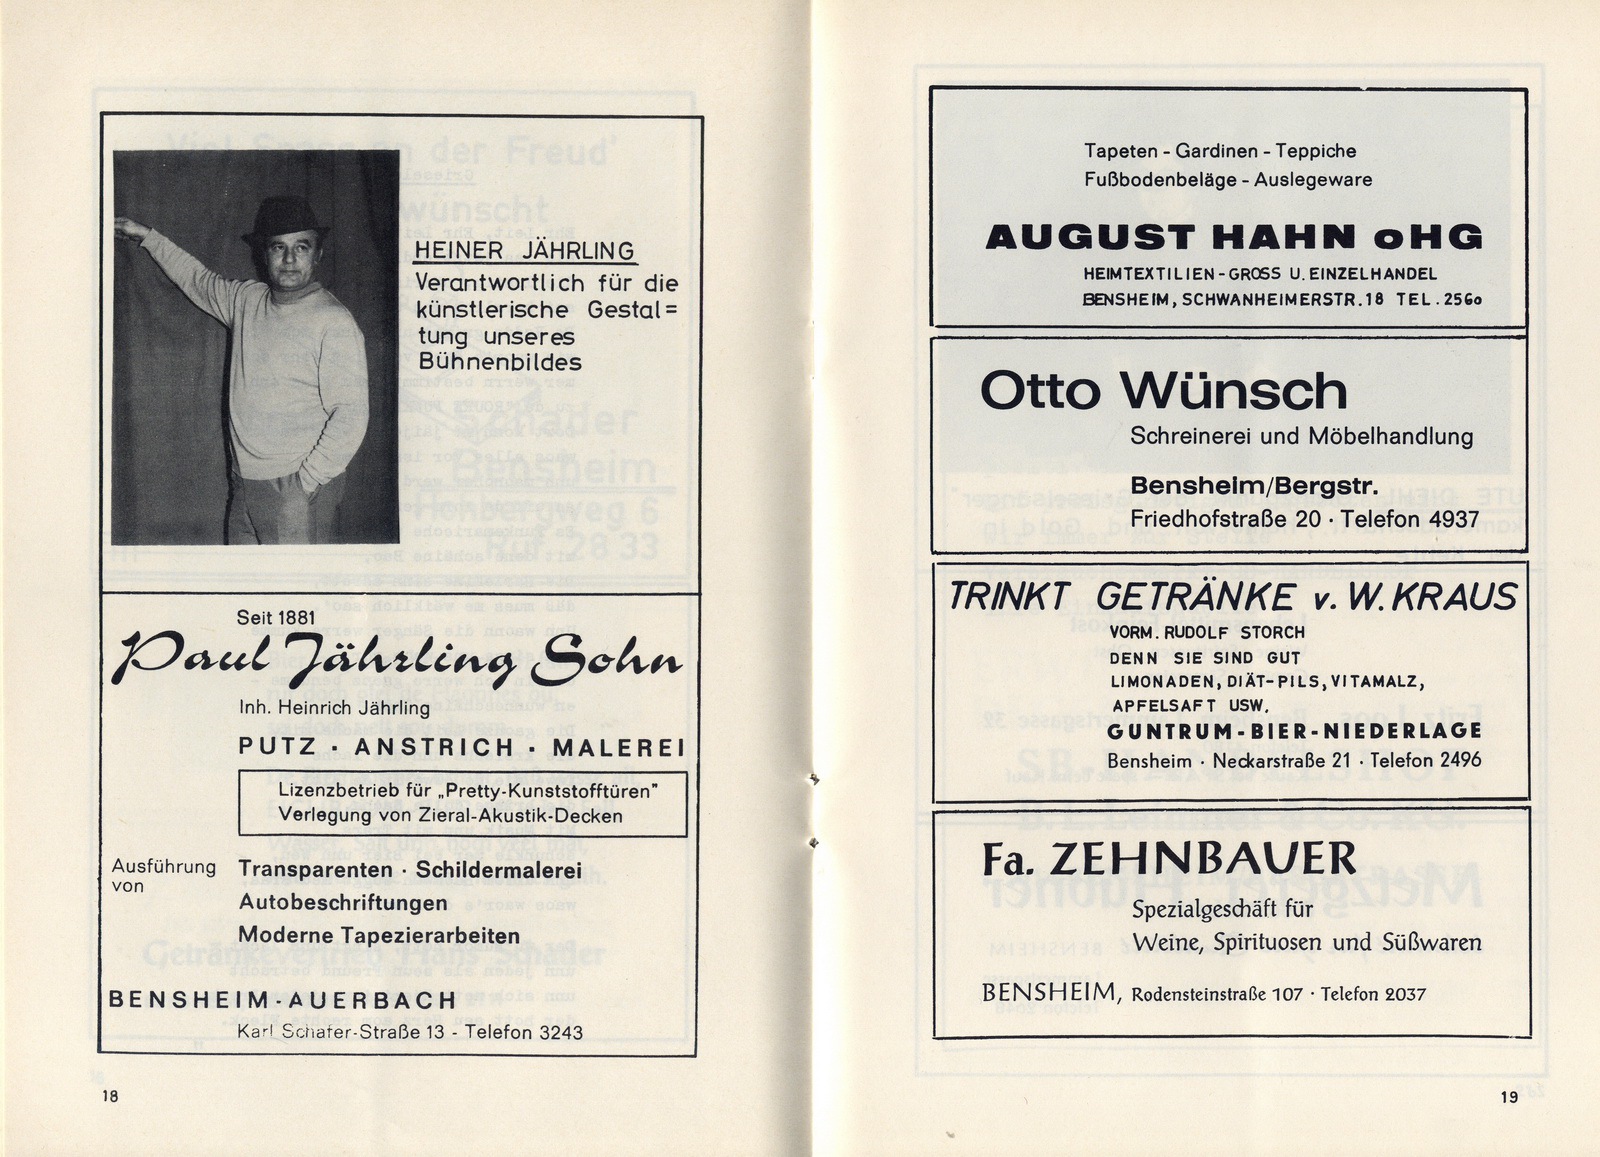 HEINER JÄHRLING
Verantwortlich für die
künstlerische Gestal=
tung unseres
Bühnenbildes
Seit 1881
Paul Jährling Sohn
Inh. Heinrich Jährling
PUTZ · ANSTRICH · MALEREI
Lizenzbetrieb für „Pretty-Kunststofftüren"
Verlegung von Zieral-Akustik-Decken
Ausführung
von
Transparenten · Schildermalerei
Autobeschriftungen
Moderne Tapezierarbeiten
BENSHEIM-AUERBACH
Karl Schäfer-Straße 13 - Telefon 3243
18
Tapeten - Gardinen - Teppiche
Fußbodenbeläge - Auslegeware
AUGUST HAHN oHG
HEIMTEXTILIEN-GROSS U. EINZELHANDEL
BENSHEIM, SCHWANHEIMERSTR. 18 TEL. 2560
Otto Wünsch
Schreinerei und Möbelhandlung
Bensheim/Bergstr.
Friedhofstraße 20 · Telefon 4937
TRINKT GETRÄNKE v. W. KRAUS
VORM. RUDOLF STORCH
DENN SIE SIND GUT
LIMONADEN, DIÄT-PILS, VITAMALZ,
APFELSAFT USW.
GUNTRUM-BIER-NIEDERLAGE
Bensheim · Neckarstraße 21 · Telefon 2496
Fa. ZEHNBAUER
Spezialgeschäft für
Weine, Spirituosen und Süßwaren
BENSHEIM, Rodensteinstraße 107 · Telefon 2037
19